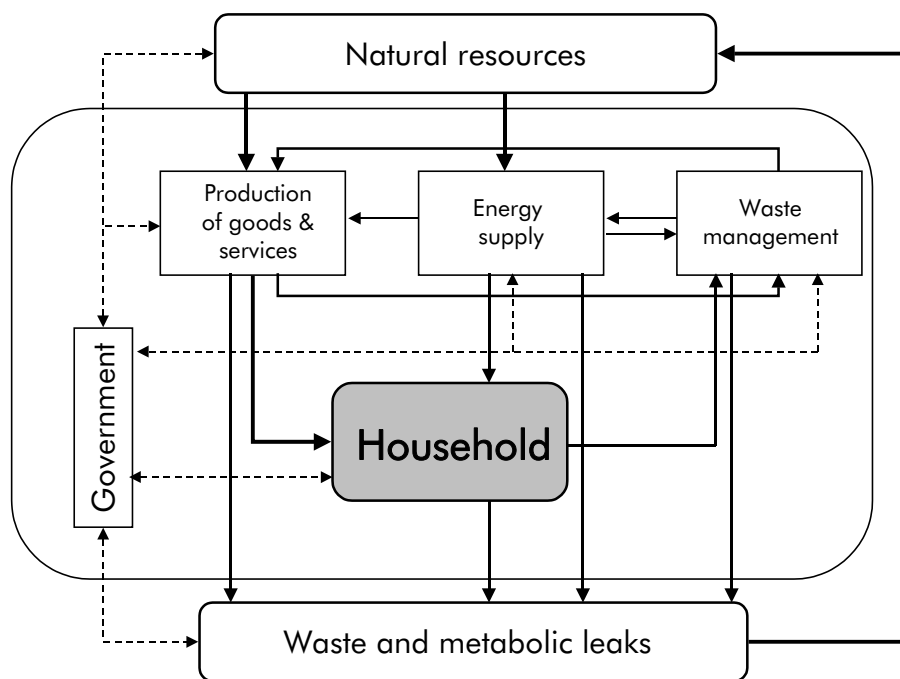 Natural resources
Production
of goods &
services
Energy
supply
Waste
management
Government
Household
Waste and metabolic leaks